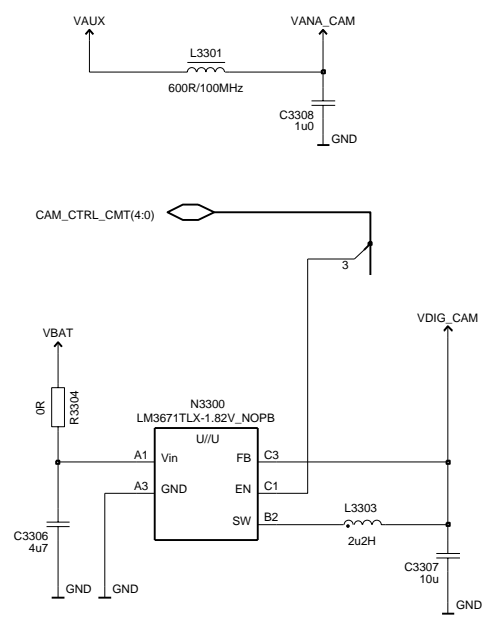 VAUX
VANA_CAM
L3301
600R/100MHz
C3308
1u0
GND
CAM_CTRL_CMT(4:0)
3
VDIG_CAM
VBAT
0R
R3304
N3300
LM3671TLX-1.82V_NOPB
U//U
A1 Vin FB C3
A3 GND EN C1
SW B2
L3303
2u2H
C3306
4u7
C3307
10u
GND
GND
GND